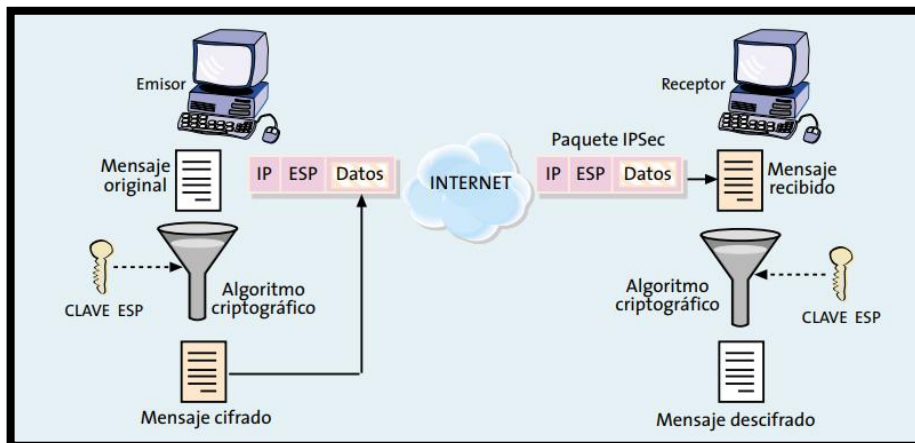 Emisor
Mensaje
original
IP ESP Datos
CLAVE ESP
Algoritmo
criptográfico
Mensaje cifrado
INTERNET
Receptor
Paquete IPSec
IP ESP Datos
Mensaje
recibido
Algoritmo
criptográfico
CLAVE ESP
Mensaje descifrado